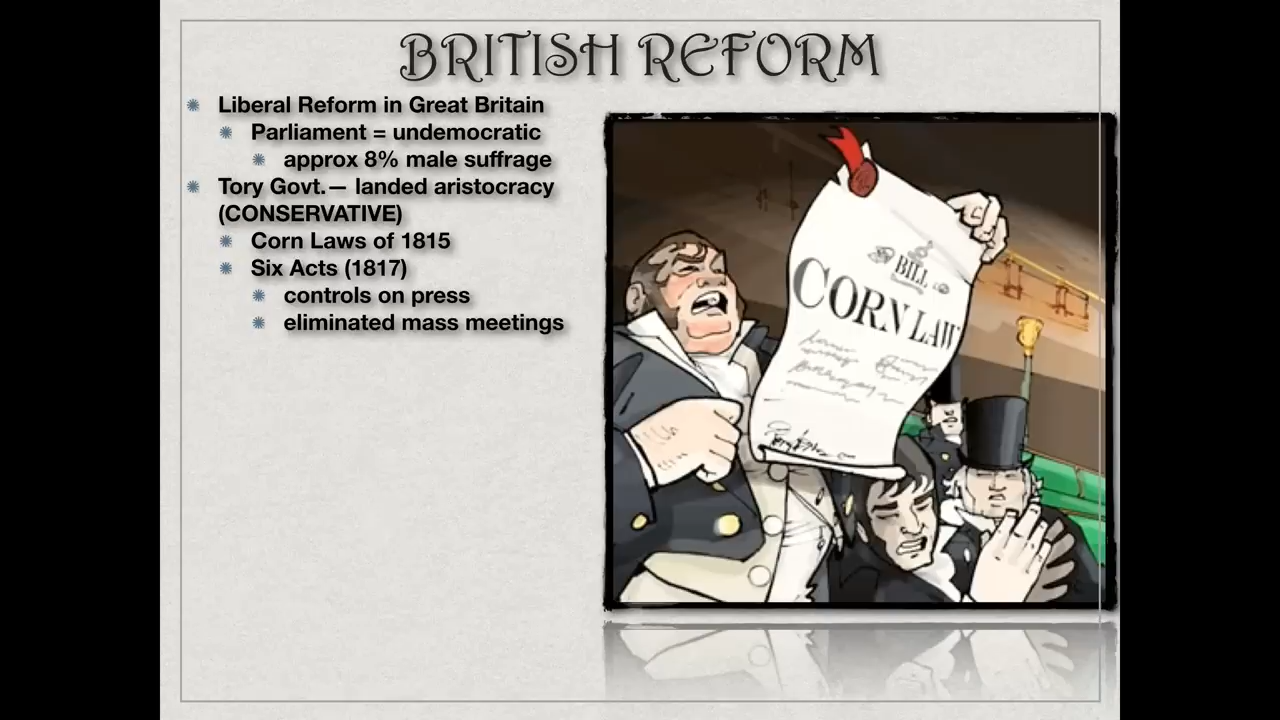 BRITISH REFORM
Liberal Reform in Great Britain
Parliament = undemocratic
approx 8% male suffrage
Tory Govt.— landed aristocracy
(CONSERVATIVE)
Corn Laws of 1815
Six Acts (1817)
controls on press
eliminated mass meetings
BILL
CORN LAW